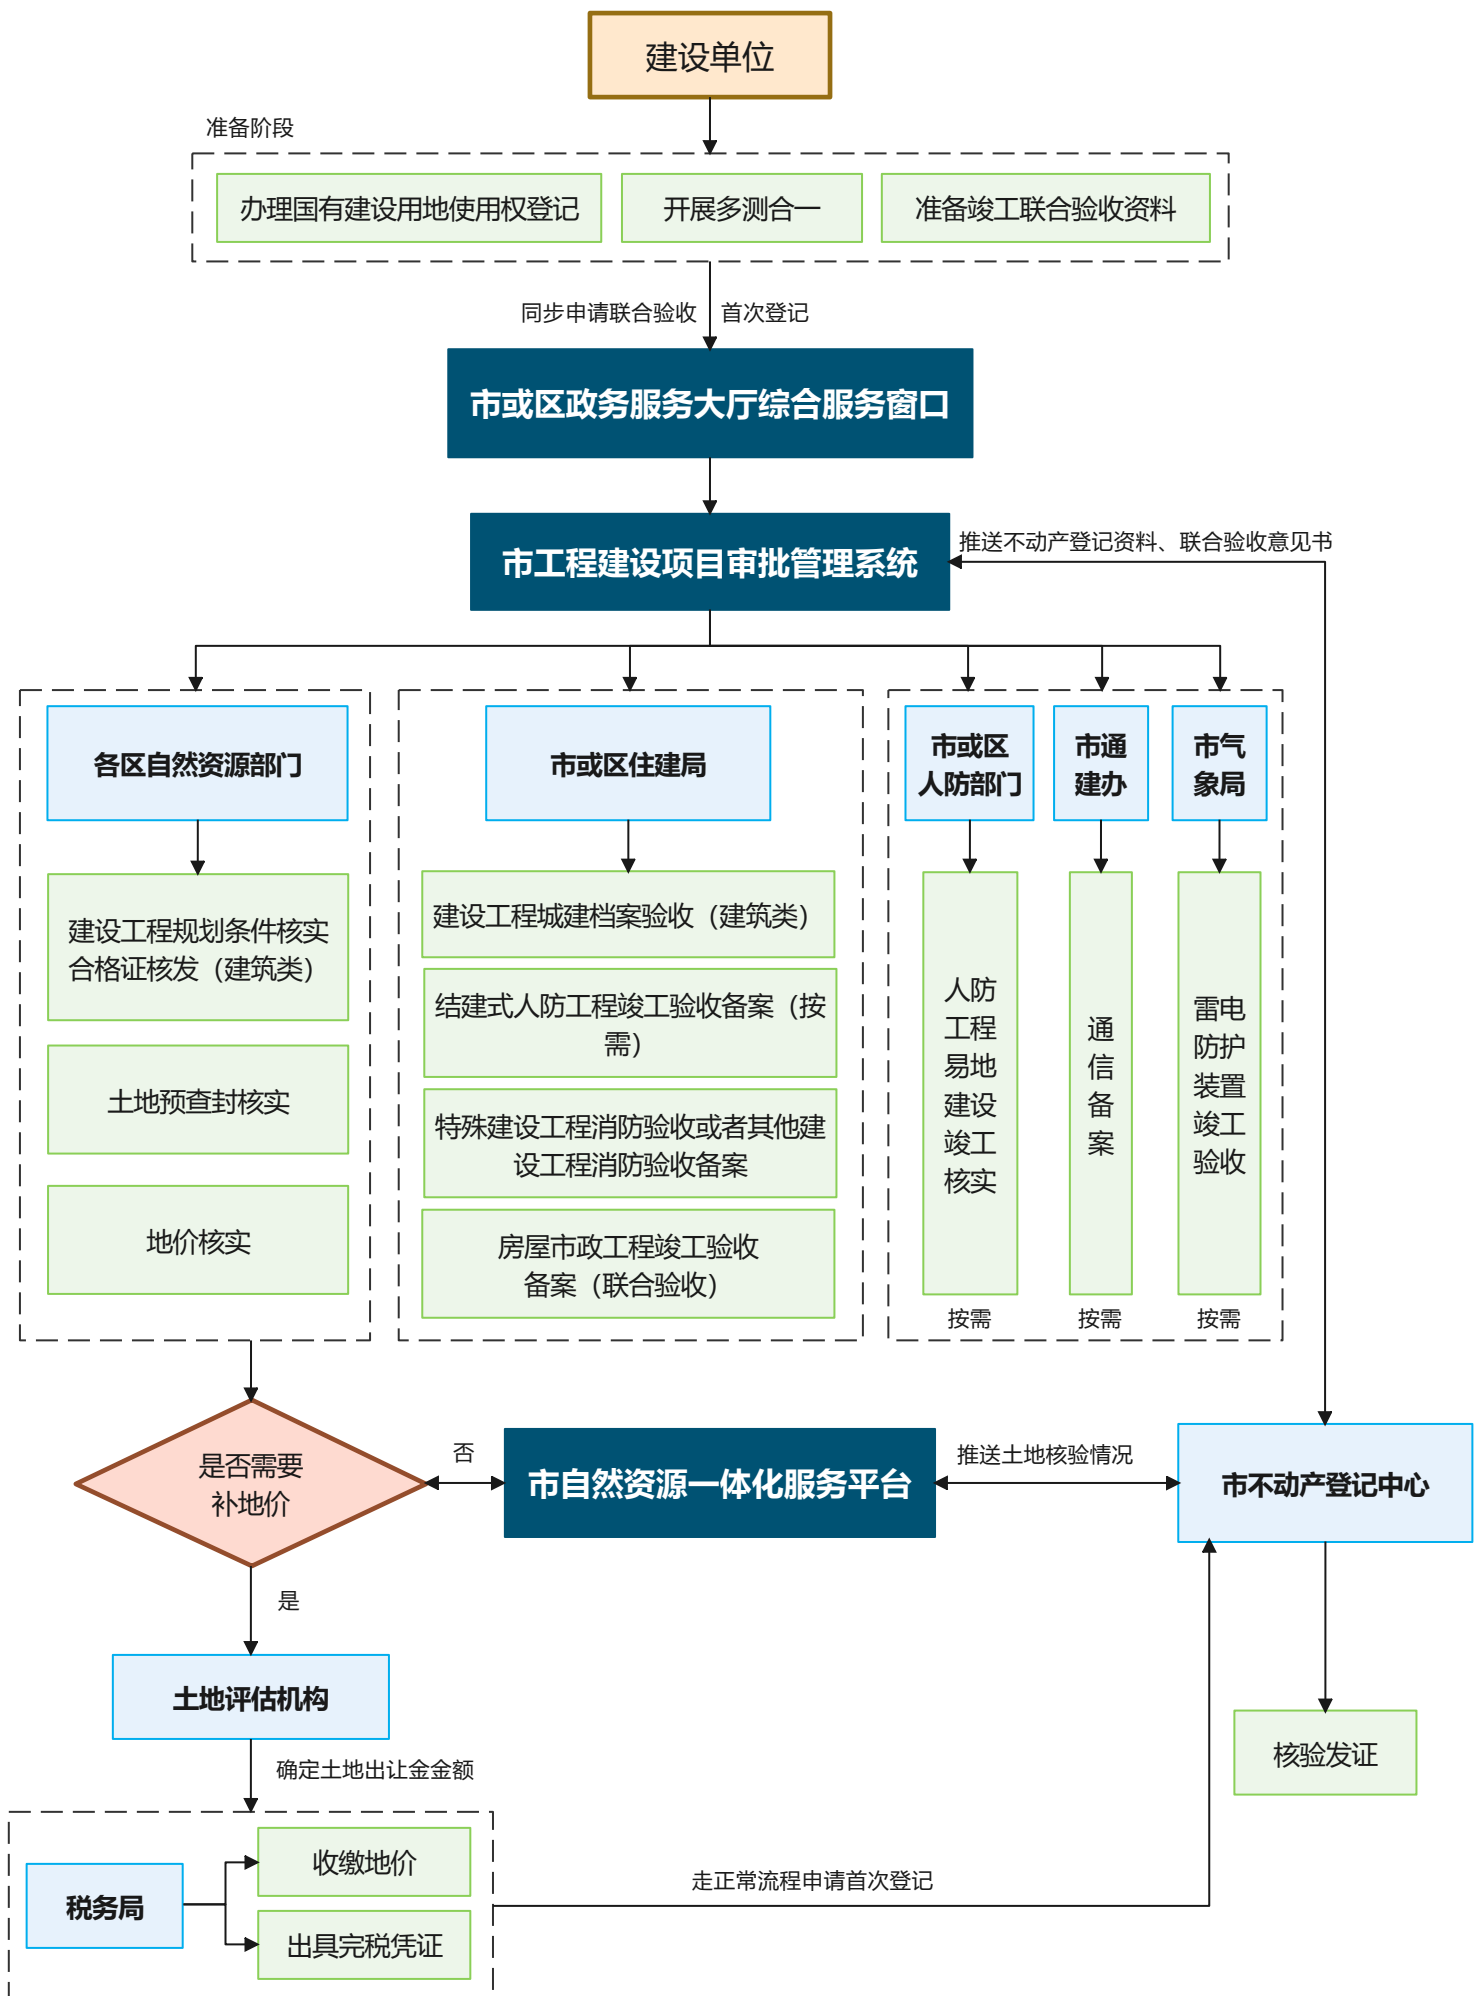 建设单位
准备阶段
办理国有建设用地使用权登记
开展多测合一
准备竣工联合验收资料
同步申请联合验收
首次登记
市或区政务服务大厅综合服务窗口
市工程建设项目审批管理系统
推送不动产登记资料、联合验收意见书
各区自然资源部门
建设工程规划条件核实
合格证核发（建筑类）
土地预查封核实
地价核实
市或区住建局
建设工程城建档案验收（建筑类）
结建式人防工程竣工验收备案（按
需）
特殊建设工程消防验收或者其他建
设工程消防验收备案
房屋市政工程竣工验收
备案（联合验收）
市或区
人防部门
人防
工程
易地
建设
竣工
核实
按需
市通
建办
通
信
备
案
按需
市气
象局
雷电
防护
装置
竣工
验收
按需
是否需要
补地价
否
市自然资源一体化服务平台
推送土地核验情况
市不动产登记中心
是
土地评估机构
核验发证
确定土地出让金金额
税务局
收缴地价
出具完税凭证
走正常流程申请首次登记